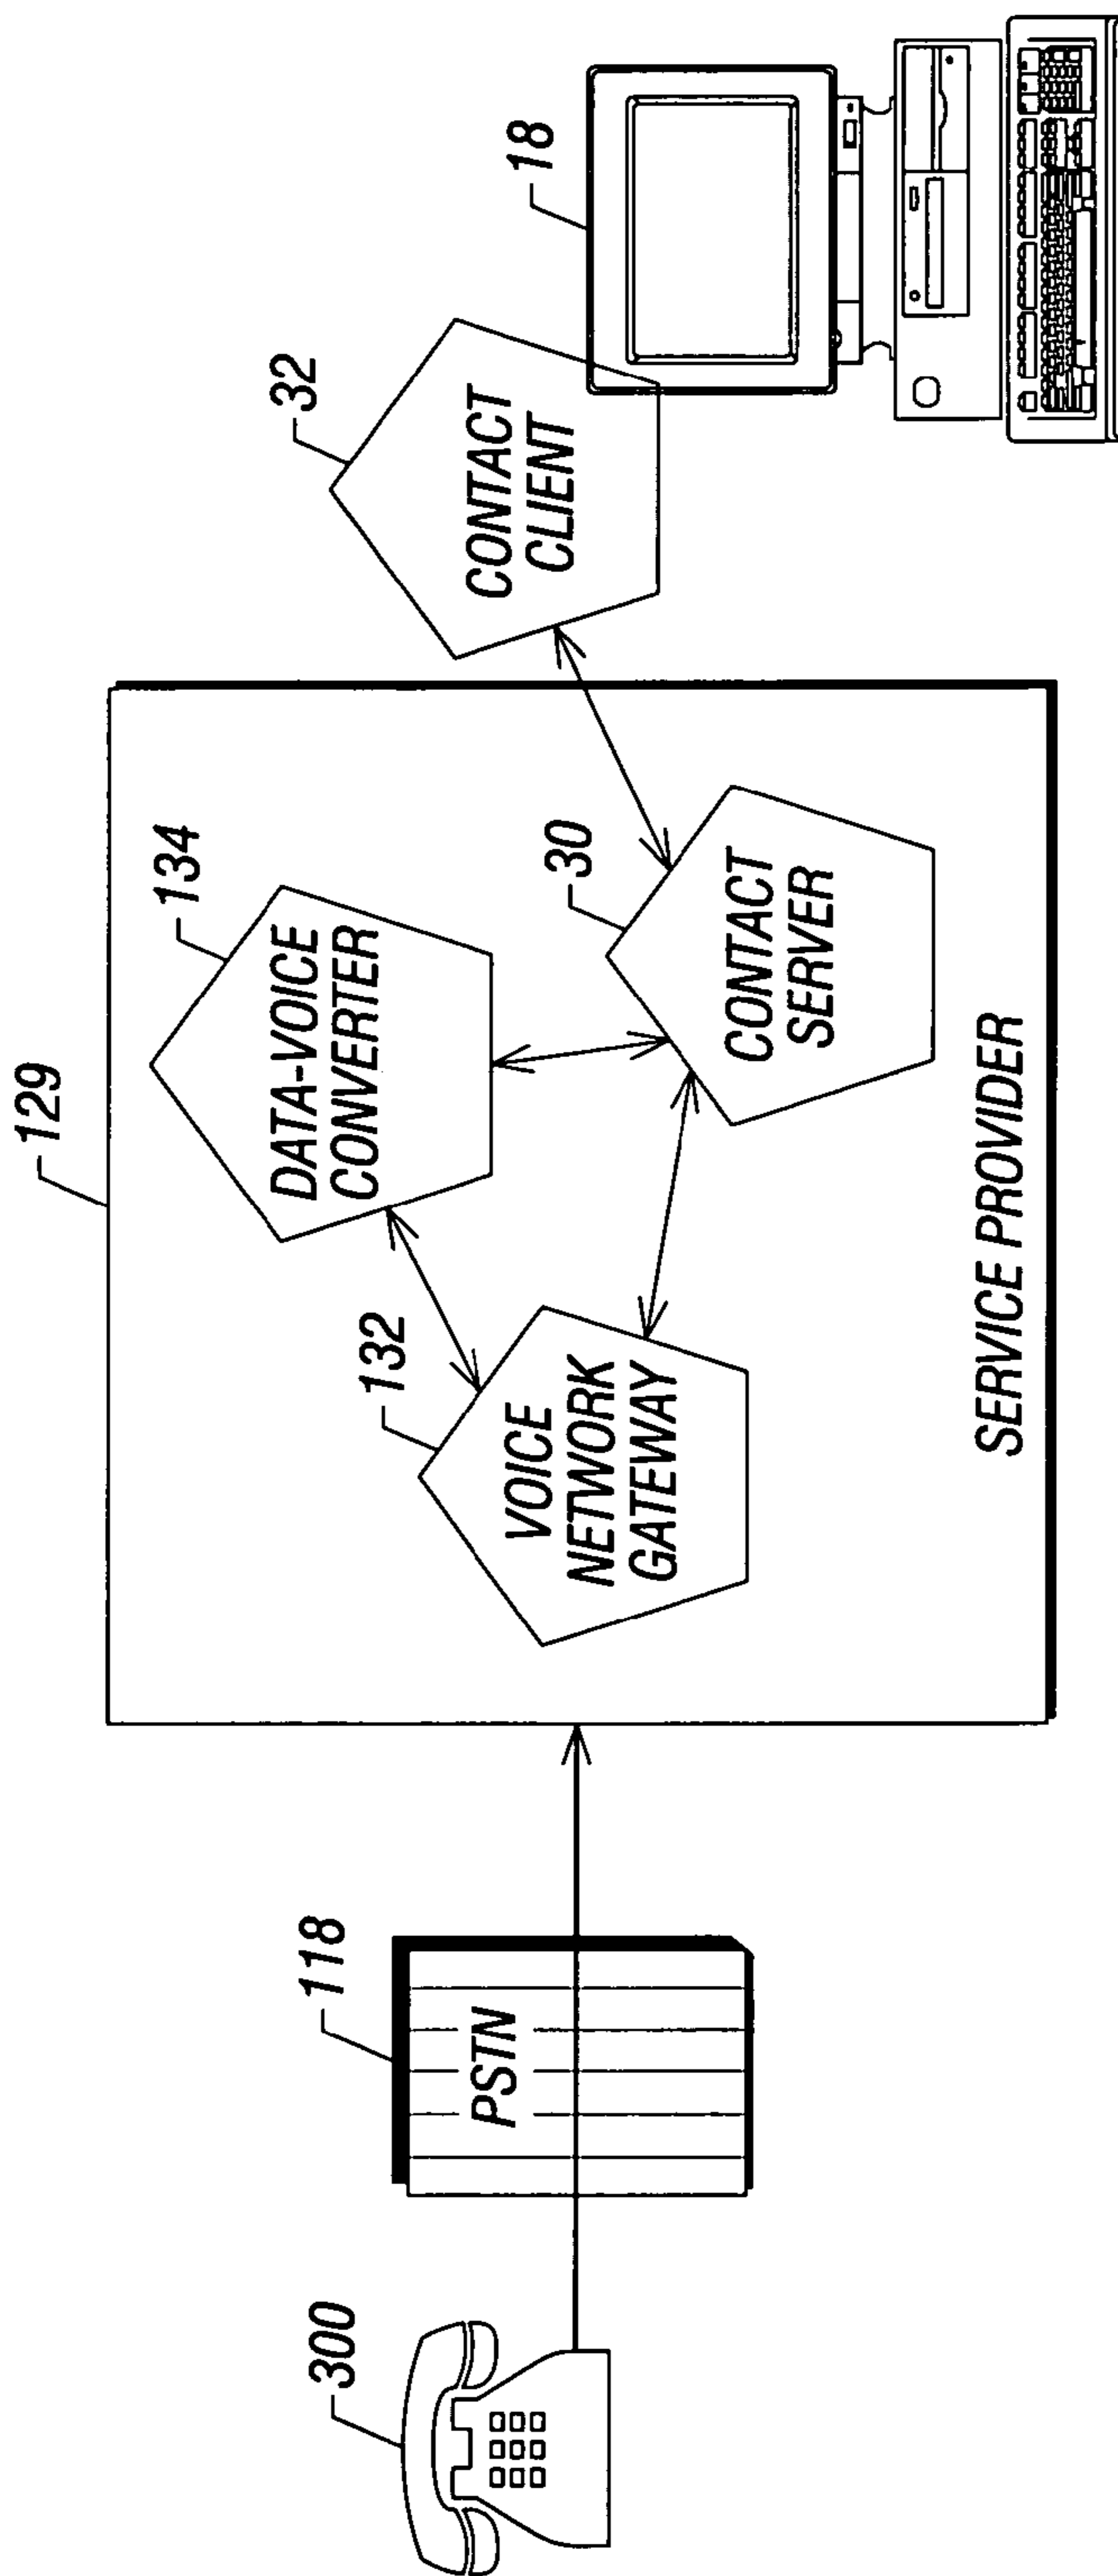 300
118
PSTN
129
132
VOICE
NETWORK
GATEWAY
134
DATA-VOICE
CONVERTER
30
CONTACT
SERVER
SERVICE PROVIDER
32
CONTACT
CLIENT
18